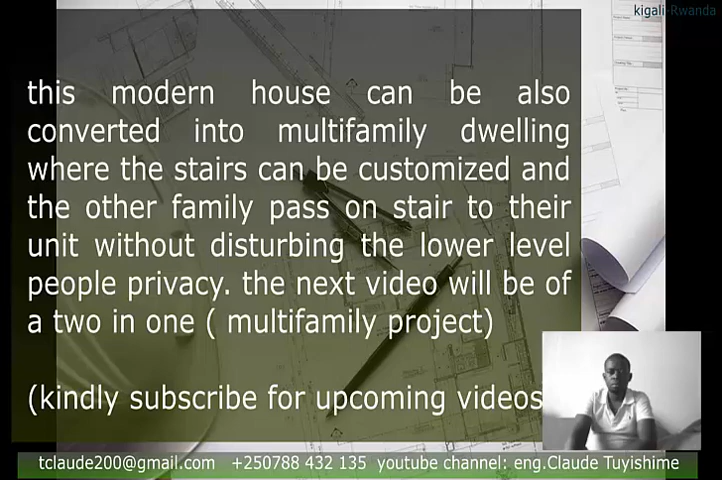 kigali-Rwanda
this modern house can be also
converted into multifamily dwelling
where the stairs can be customized and
the other family pass on stair to their
unit without disturbing the lower level
people privacy. the next video will be of
a two in one ( multifamily project)
(kindly subscribe for upcoming videos
tclaude200@gmail.com +250788 432 135 youtube channel: eng.Claude Tuyishime